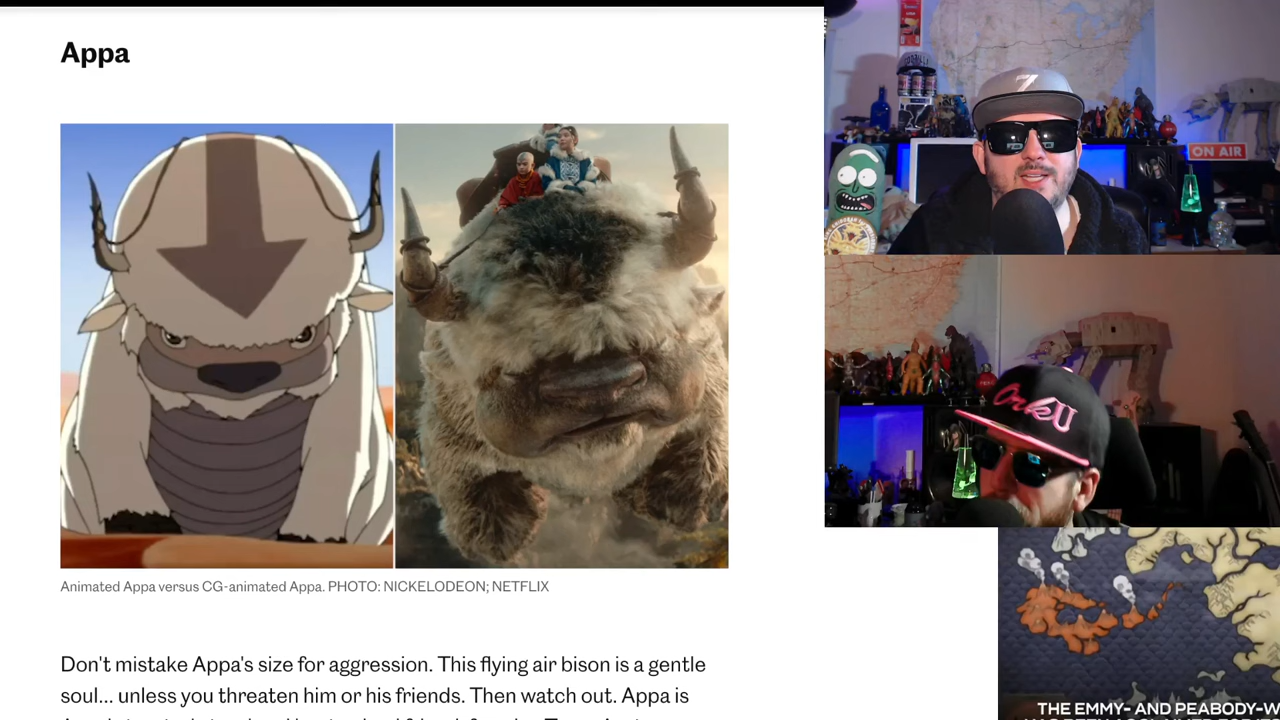 Appa
ON AIR
OrkU
Animated Appa versus CG-animated Appa. PHOTO: NICKELODEON; NETFLIX
Don't mistake Appa's size for aggression. This flying air bison is a gentle
soul... unless you threaten him or his friends. Then watch out. Appa is
THE EMMY- AND PEABODY-W